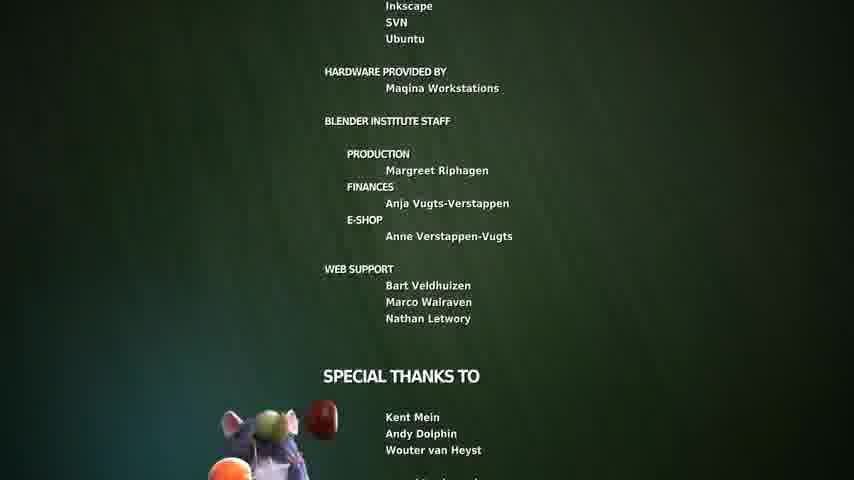 Inkscape
SVN
Ubuntu
HARDWARE PROVIDED BY
Maqina Workstations
BLENDER INSTITUTE STAFF
PRODUCTION
Margreet Riphagen
FINANCES
Anja Vugts-Verstappen
E-SHOP
Anne Verstappen-Vugts
WEB SUPPORT
Bart Veldhuizen
Marco Walraven
Nathan Letwory
SPECIAL THANKS TO
Kent Mein
Andy Dolphin
Wouter van Heyst